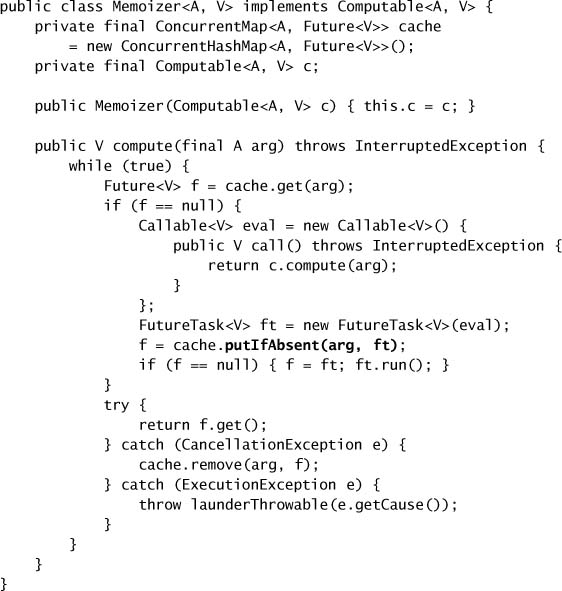 public class Memoizer<A, V> implements Computable<A, V> {
    private final ConcurrentMap<A, Future<V>> cache
        = new ConcurrentHashMap<A, Future<V>>();
    private final Computable<A, V> c;

    public Memoizer(Computable<A, V> c) { this.c = c; }

    public V compute(final A arg) throws InterruptedException {
        while (true) {
            Future<V> f = cache.get(arg);
            if (f == null) {
                Callable<V> eval = new Callable<V>() {
                    public V call() throws InterruptedException {
                        return c.compute(arg);
                    }
                };
                FutureTask<V> ft = new FutureTask<V>(eval);
                f = cache.putIfAbsent(arg, ft);
                if (f == null) { f = ft; ft.run(); }
            }
            try {
                return f.get();
            } catch (CancellationException e) {
                cache.remove(arg, f);
            } catch (ExecutionException e) {
                throw launderThrowable(e.getCause());
            }
        }
    }
}